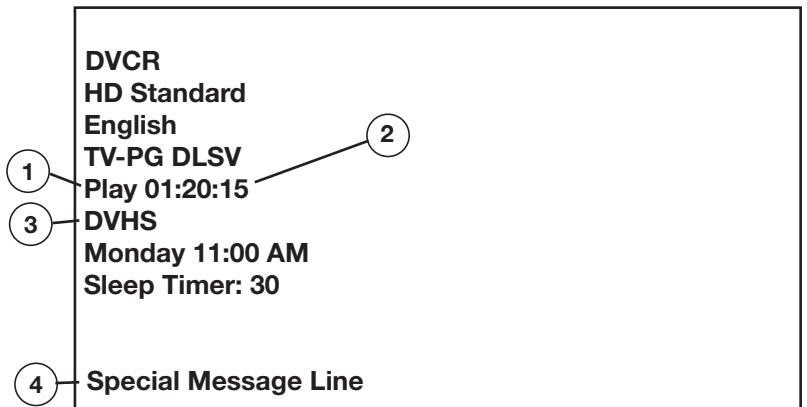 DVCR
HD Standard
English
2
TV-PG DLSV
1
Play 01:20:15
3
DVHS
Monday 11:00 AM
Sleep Timer: 30
4
Special Message Line